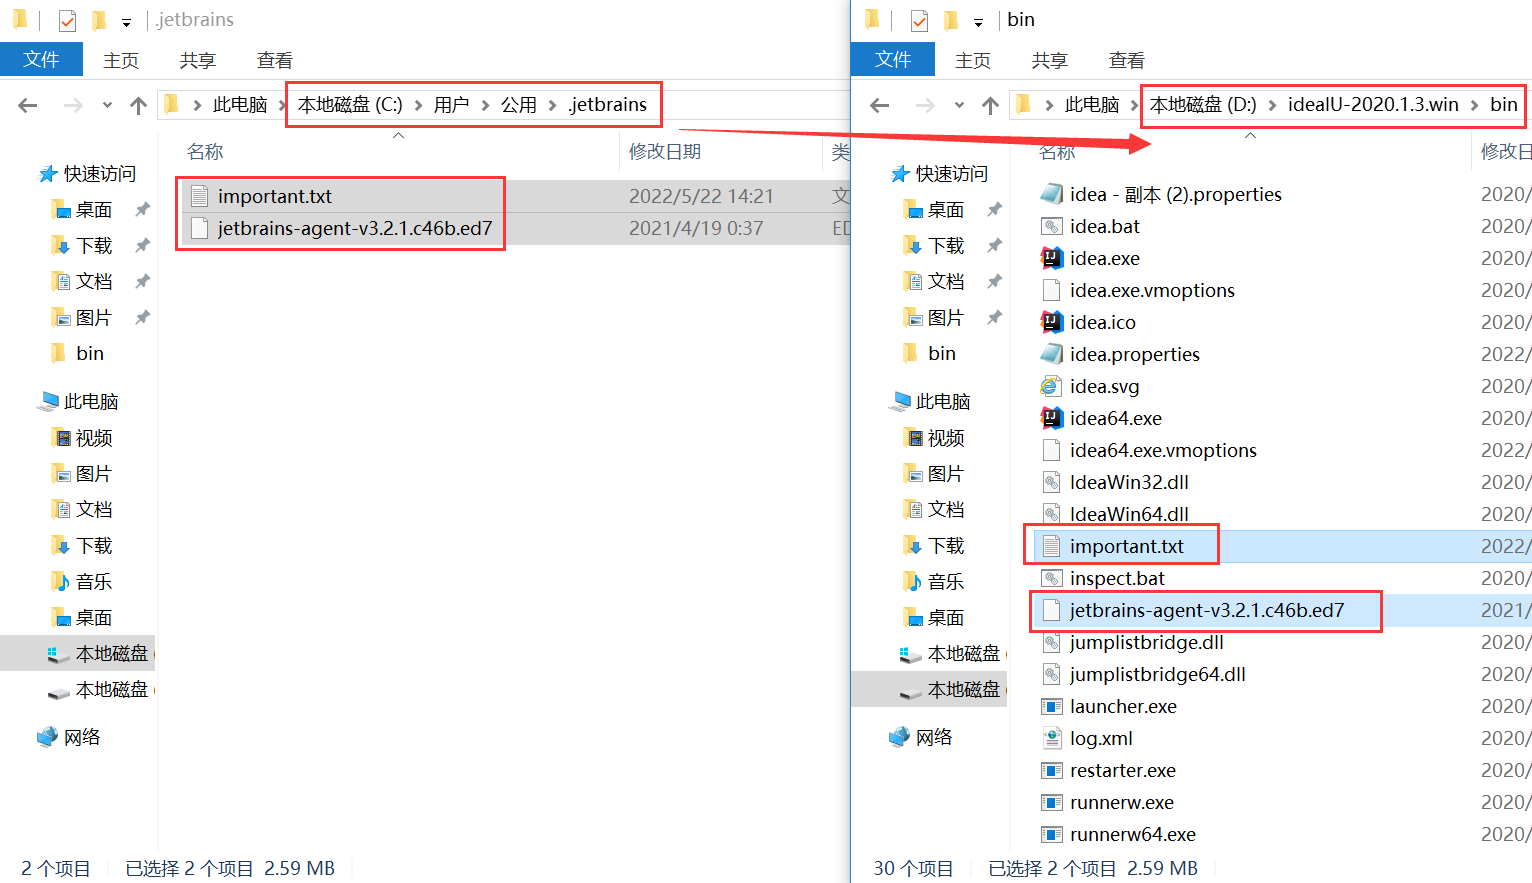 .jetbrains
文件
主页
共享
查看
此电脑
本地磁盘 (C:)
用户
公用
.jetbrains
名称
修改日期
类
快速访问
桌面
下载
文档
图片
bin
此电脑
视频
图片
文档
下载
音乐
桌面
本地磁盘 (
本地磁盘 (
网络
important.txt
2022/5/22 14:21
文
jetbrains-agent-v3.2.1.c46b.ed7
2021/4/19 0:37
ED
2 个项目
已选择 2 个项目 2.59 MB
bin
文件
主页
共享
查看
此电脑
本地磁盘 (D:)
ideaIU-2020.1.3.win
bin
名称
修改日
快速访问
桌面
下载
文档
图片
bin
此电脑
视频
图片
文档
下载
音乐
桌面
本地磁盘 (
本地磁盘 (
网络
idea - 副本 (2).properties 2020/
idea.bat 2020/
idea.exe 2020/
idea.exe.vmoptions 2020/
idea.ico 2020/
idea.properties 2022/
idea.svg 2020/
idea64.exe 2020/
idea64.exe.vmoptions 2022/
IdeaWin32.dll 2020/
IdeaWin64.dll 2020/
important.txt 2022/
inspect.bat 2020/
jetbrains-agent-v3.2.1.c46b.ed7 2021/
jumplistbridge.dll 2020/
jumplistbridge64.dll 2020/
launcher.exe 2020/
log.xml 2020/
restarter.exe 2020/
runnerw.exe 2020/
runnerw64.exe 2020/
30 个项目
已选择 2 个项目 2.59 MB